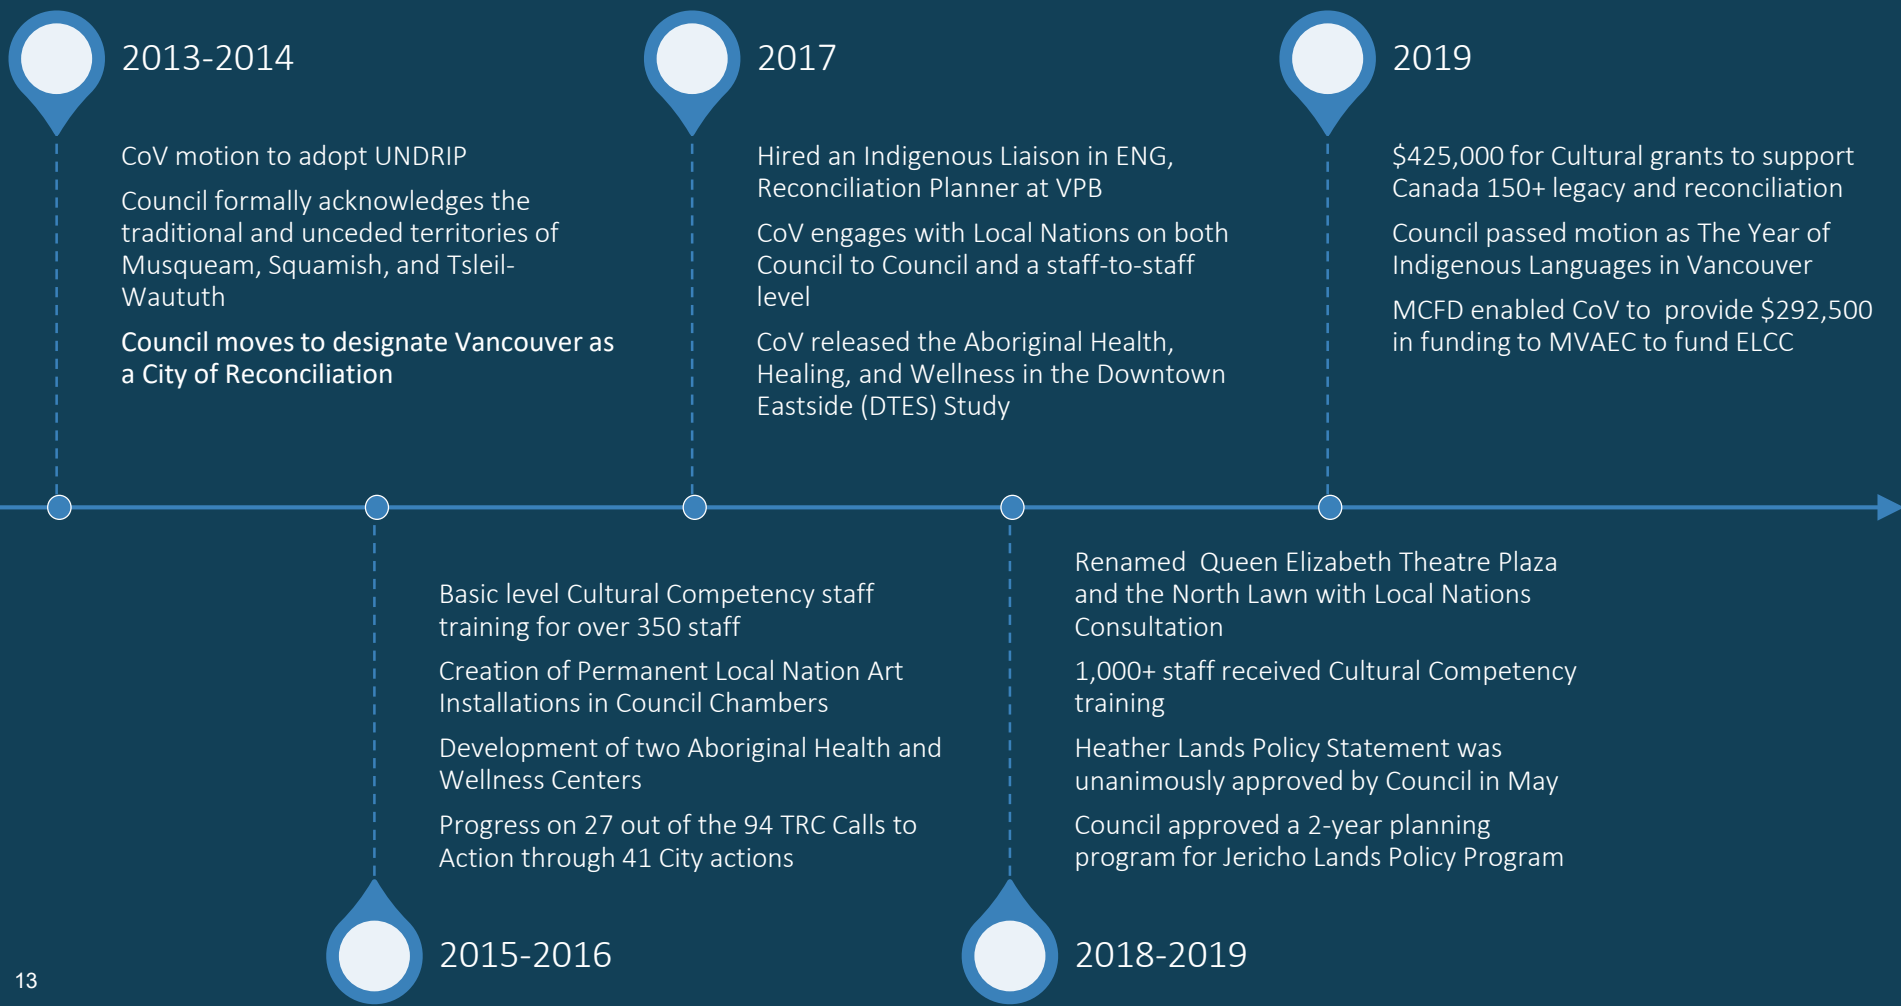 2013-2014
CoV motion to adopt UNDRIP
Council formally acknowledges the
traditional and unceded territories of
Musqueam, Squamish, and Tsleil-
Waututh
Council moves to designate Vancouver as
a City of Reconciliation
2017
Hired an Indigenous Liaison in ENG,
Reconciliation Planner at VPB
CoV engages with Local Nations on both
Council to Council and a staff-to-staff
level
CoV released the Aboriginal Health,
Healing, and Wellness in the Downtown
Eastside (DTES) Study
2019
$425,000 for Cultural grants to support
Canada 150+ legacy and reconciliation
Council passed motion as The Year of
Indigenous Languages in Vancouver
MCFD enabled CoV to  provide $292,500
in funding to MVAEC to fund ELCC
Basic level Cultural Competency staff
training for over 350 staff
Creation of Permanent Local Nation Art
Installations in Council Chambers
Development of two Aboriginal Health and
Wellness Centers
Progress on 27 out of the 94 TRC Calls to
Action through 41 City actions
2015-2016
Renamed  Queen Elizabeth Theatre Plaza
and the North Lawn with Local Nations
Consultation
1,000+ staff received Cultural Competency
training
Heather Lands Policy Statement was
unanimously approved by Council in May
Council approved a 2-year planning
program for Jericho Lands Policy Program
2018-2019
13